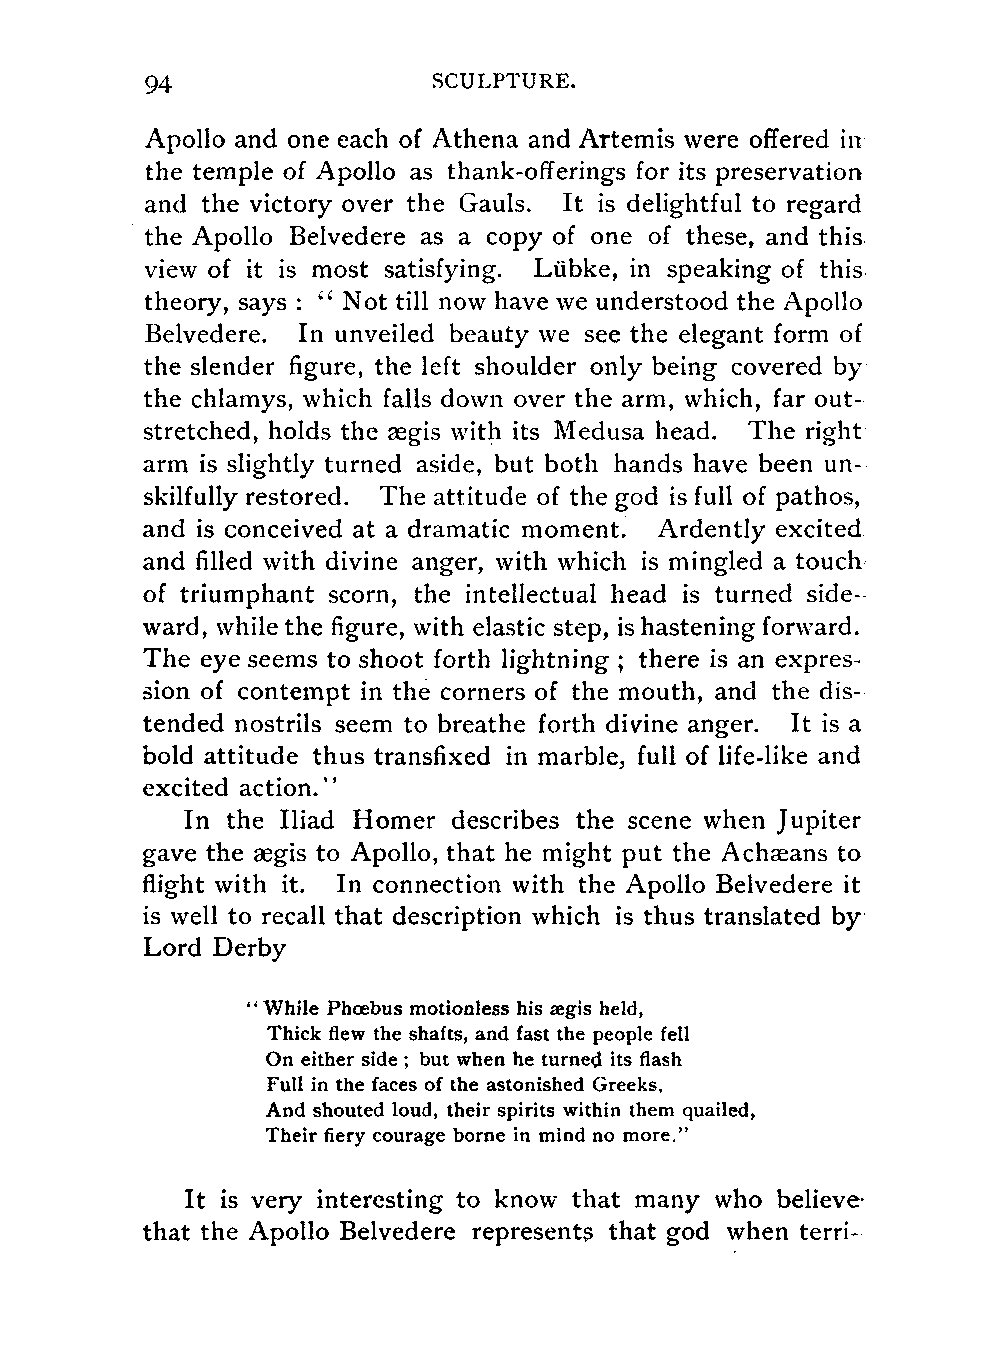 94 SCULPTURE.
Apollo and one each of Athena and Artemis were offered in
the temple of Apollo as thank-offerings for its preservation
and the victory over the Gauls. It is delightful to regard
the Apollo Belvedere as a copy of one of these, and this
view of it is most satisfying. Lübke, in speaking of this
theory, says : “ Not till now have we understood the Apollo
Belvedere. In unveiled beauty we see the elegant form of
the slender figure, the left shoulder only being covered by
the chlamys, which falls down over the arm, which, far out-
stretched, holds the ægis with its Medusa head. The right
arm is slightly turned aside, but both hands have been un-
skilfully restored. The attitude of the god is full of pathos,
and is conceived at a dramatic moment. Ardently excited
and filled with divine anger, with which is mingled a touch
of triumphant scorn, the intellectual head is turned side-
ward, while the figure, with elastic step, is hastening forward.
The eye seems to shoot forth lightning ; there is an expres-
sion of contempt in the corners of the mouth, and the dis-
tended nostrils seem to breathe forth divine anger. It is a
bold attitude thus transfixed in marble, full of life-like and
excited action.”
In the Iliad Homer describes the scene when Jupiter
gave the ægis to Apollo, that he might put the Achæans to
flight with it. In connection with the Apollo Belvedere it
is well to recall that description which is thus translated by
Lord Derby
“ While Phœbus motionless his ægis held,
Thick flew the shafts, and fast the people fell
On either side ; but when he turned its flash
Full in the faces of the astonished Greeks,
And shouted loud, their spirits within them quailed,
Their fiery courage borne in mind no more.”
It is very interesting to know that many who believe
that the Apollo Belvedere represents that god when terri-